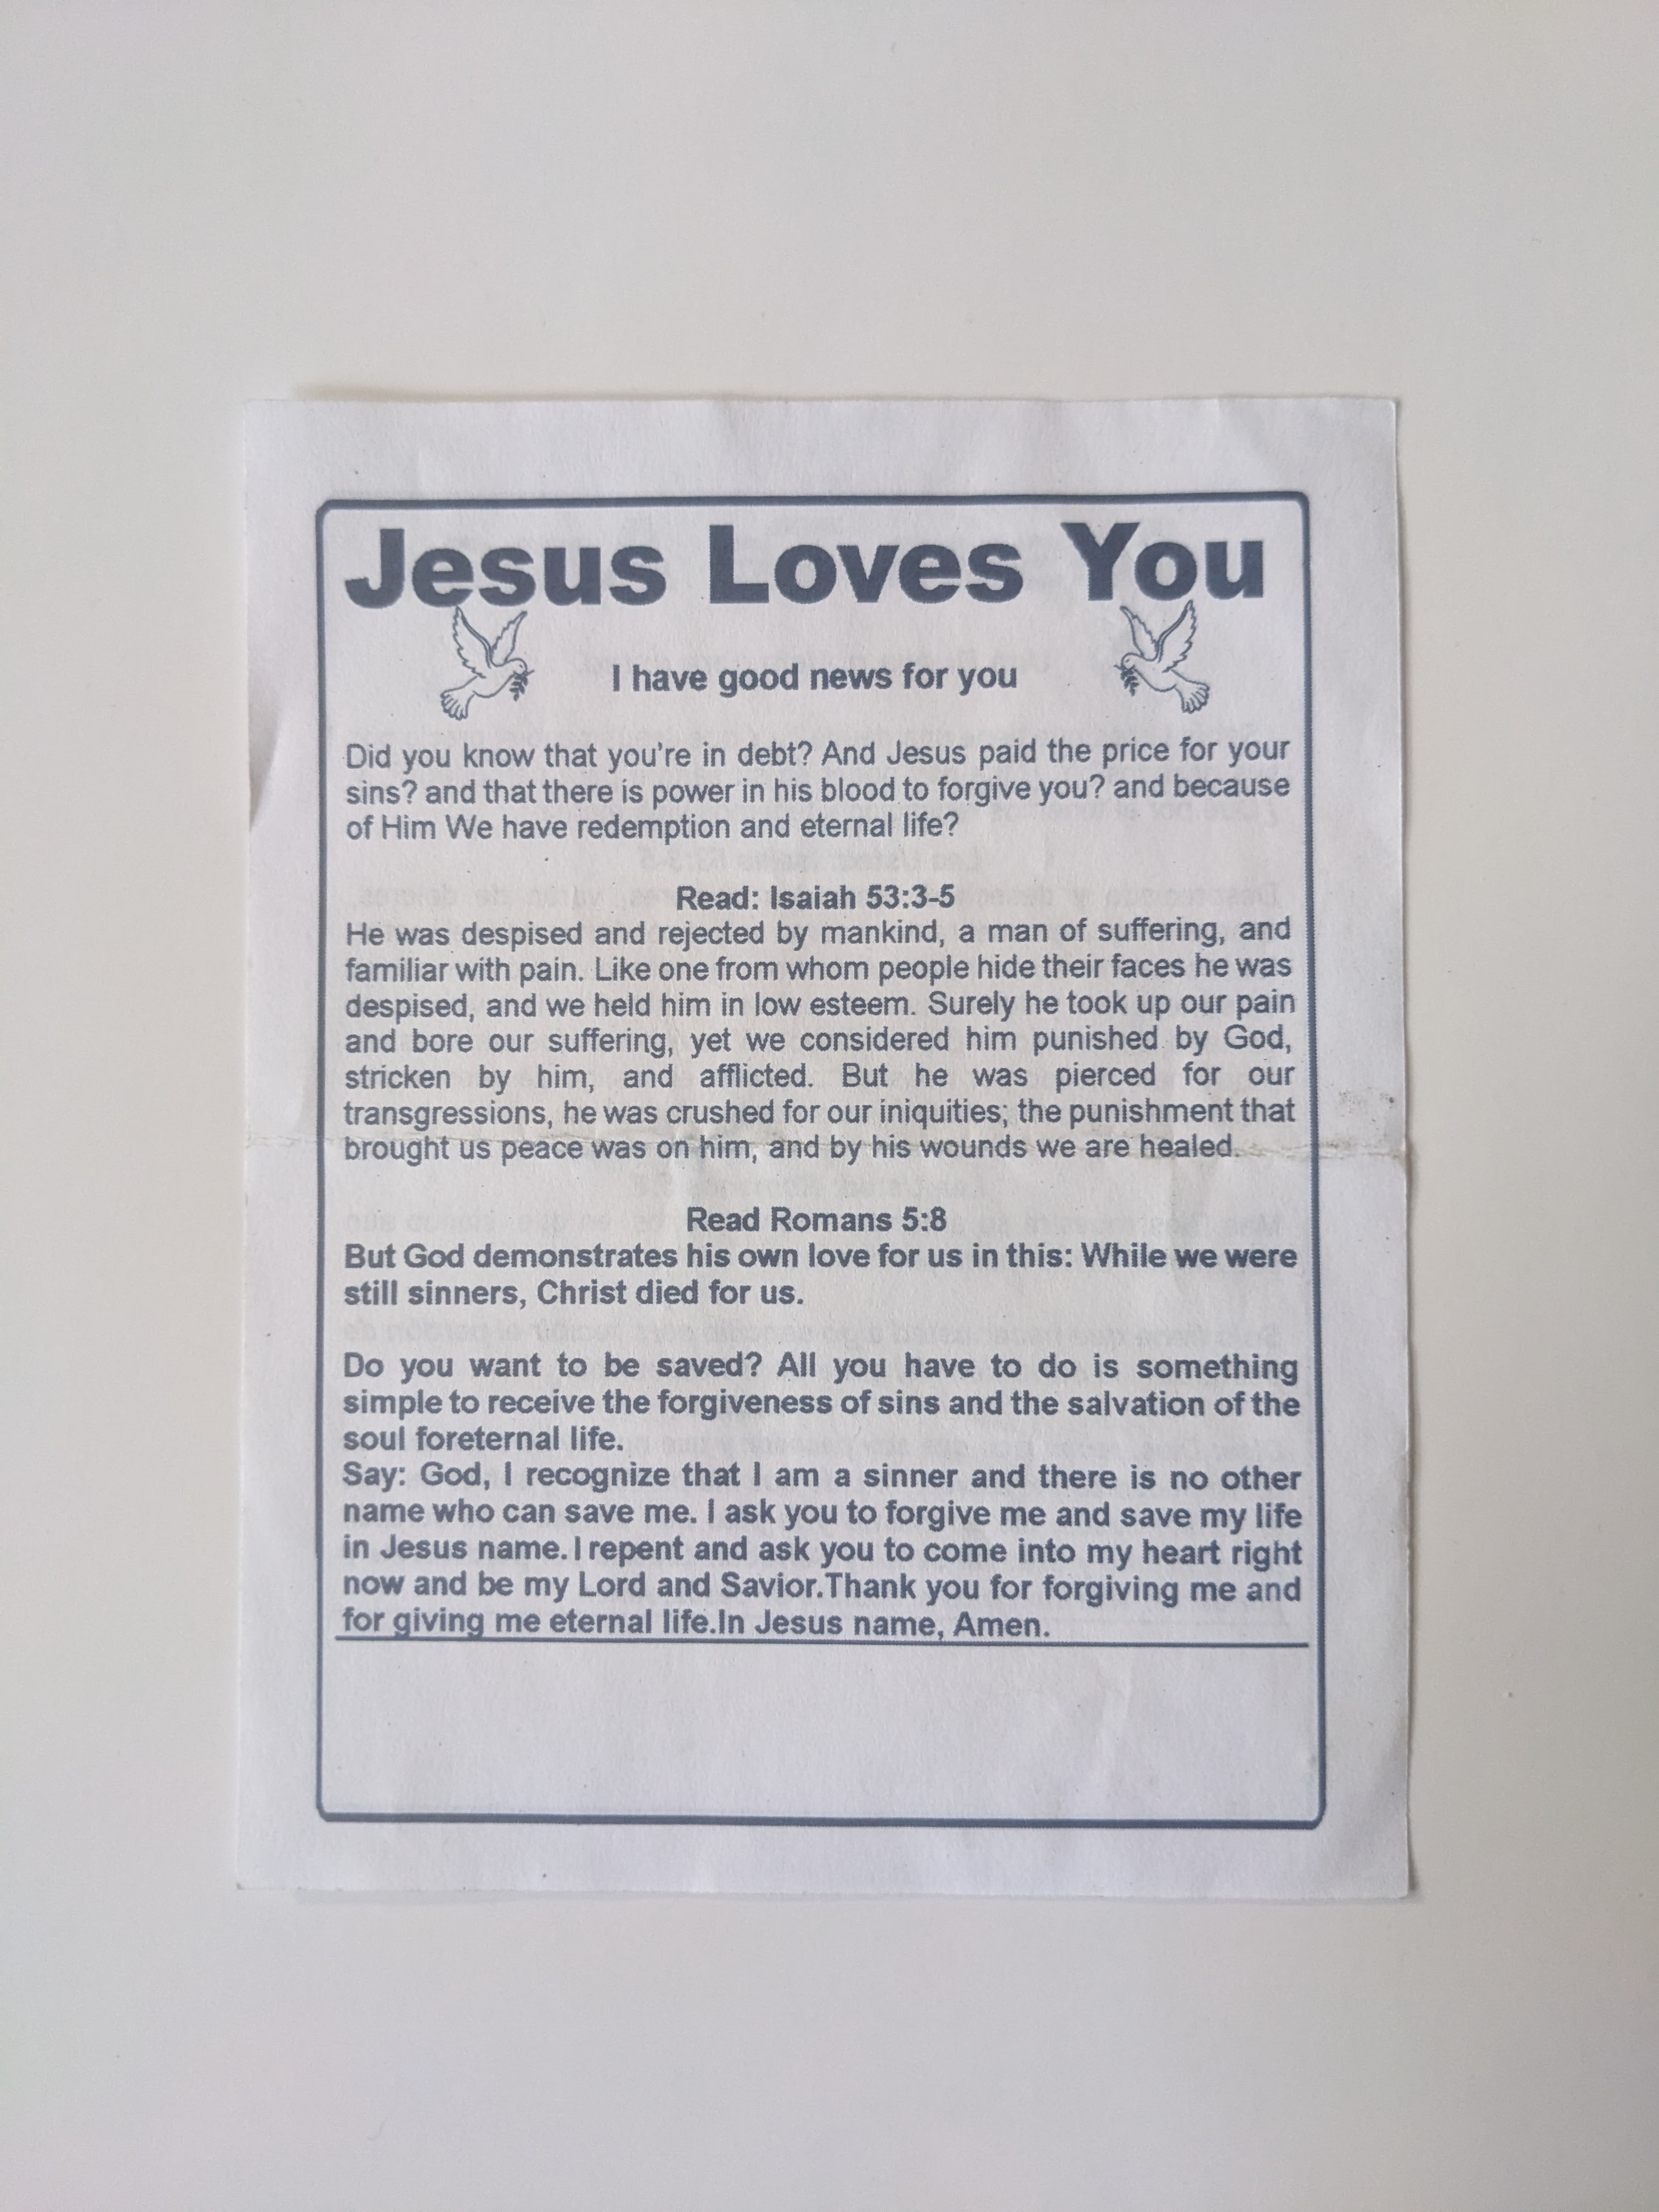 Jesus Loves You
I have good news for you
Did you know that you're in debt? And Jesus paid the price for your
sins? and that there is power in his blood to forgive you? and because
of Him We have redemption and eternal life?
Read: Isaiah 53:3-5
He was despised and rejected by mankind, a man of suffering, and
familiar with pain. Like one from whom people hide their faces he was
despised, and we held him in low esteem. Surely he took up our pain
and bore our suffering, yet we considered him punished by God,
stricken by him, and afflicted. But he was pierced for our
transgressions, he was crushed for our iniquities; the punishment that
brought us peace was on him, and by his wounds we are healed.
Read Romans 5:8
But God demonstrates his own love for us in this: While we were
still sinners, Christ died for us.
Do you want to be saved? All you have to do is something
simple to receive the forgiveness of sins and the salvation of the
soul foreternal life.
Say: God, I recognize that I am a sinner and there is no other
name who can save me. I ask you to forgive me and save my life
in Jesus name. I repent and ask you to come into my heart right
now and be my Lord and Savior.Thank you for forgiving me and
for giving me eternal life.In Jesus name, Amen.